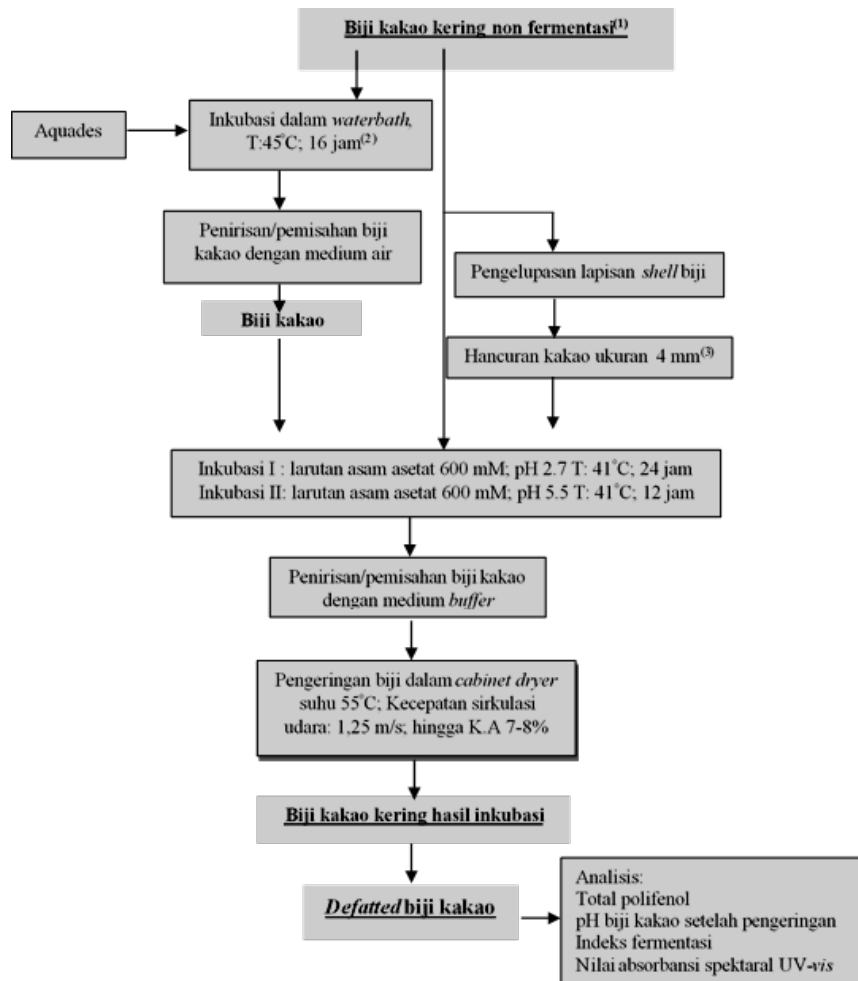 Biji kakao kering non fermentasi(1)
Aquades
Inkubasi dalam waterbath,
T:45°C; 16 jam(2)
Penirisan/pemisahan biji
kakao dengan medium air
Biji kakao
Pengelupasan lapisan shell biji
Hancuran kakao ukuran 4 mm(3)
Inkubasi I : larutan asam asetat 600 mM; pH 2.7 T: 41°C; 24 jam
Inkubasi II: larutan asam asetat 600 mM; pH 5.5 T: 41°C; 12 jam
Penirisan/pemisahan biji kakao
dengan medium buffer
Pengeringan biji dalam cabinet dryer
suhu 55°C; Kecepatan sirkulasi
udara: 1,25 m/s; hingga K.A 7-8%
Biji kakao kering hasil inkubasi
Defatted biji kakao
Analisis:
Total polifenol
pH biji kakao setelah pengeringan
Indeks fermentasi
Nilai absorbansi spektaral UV-vis